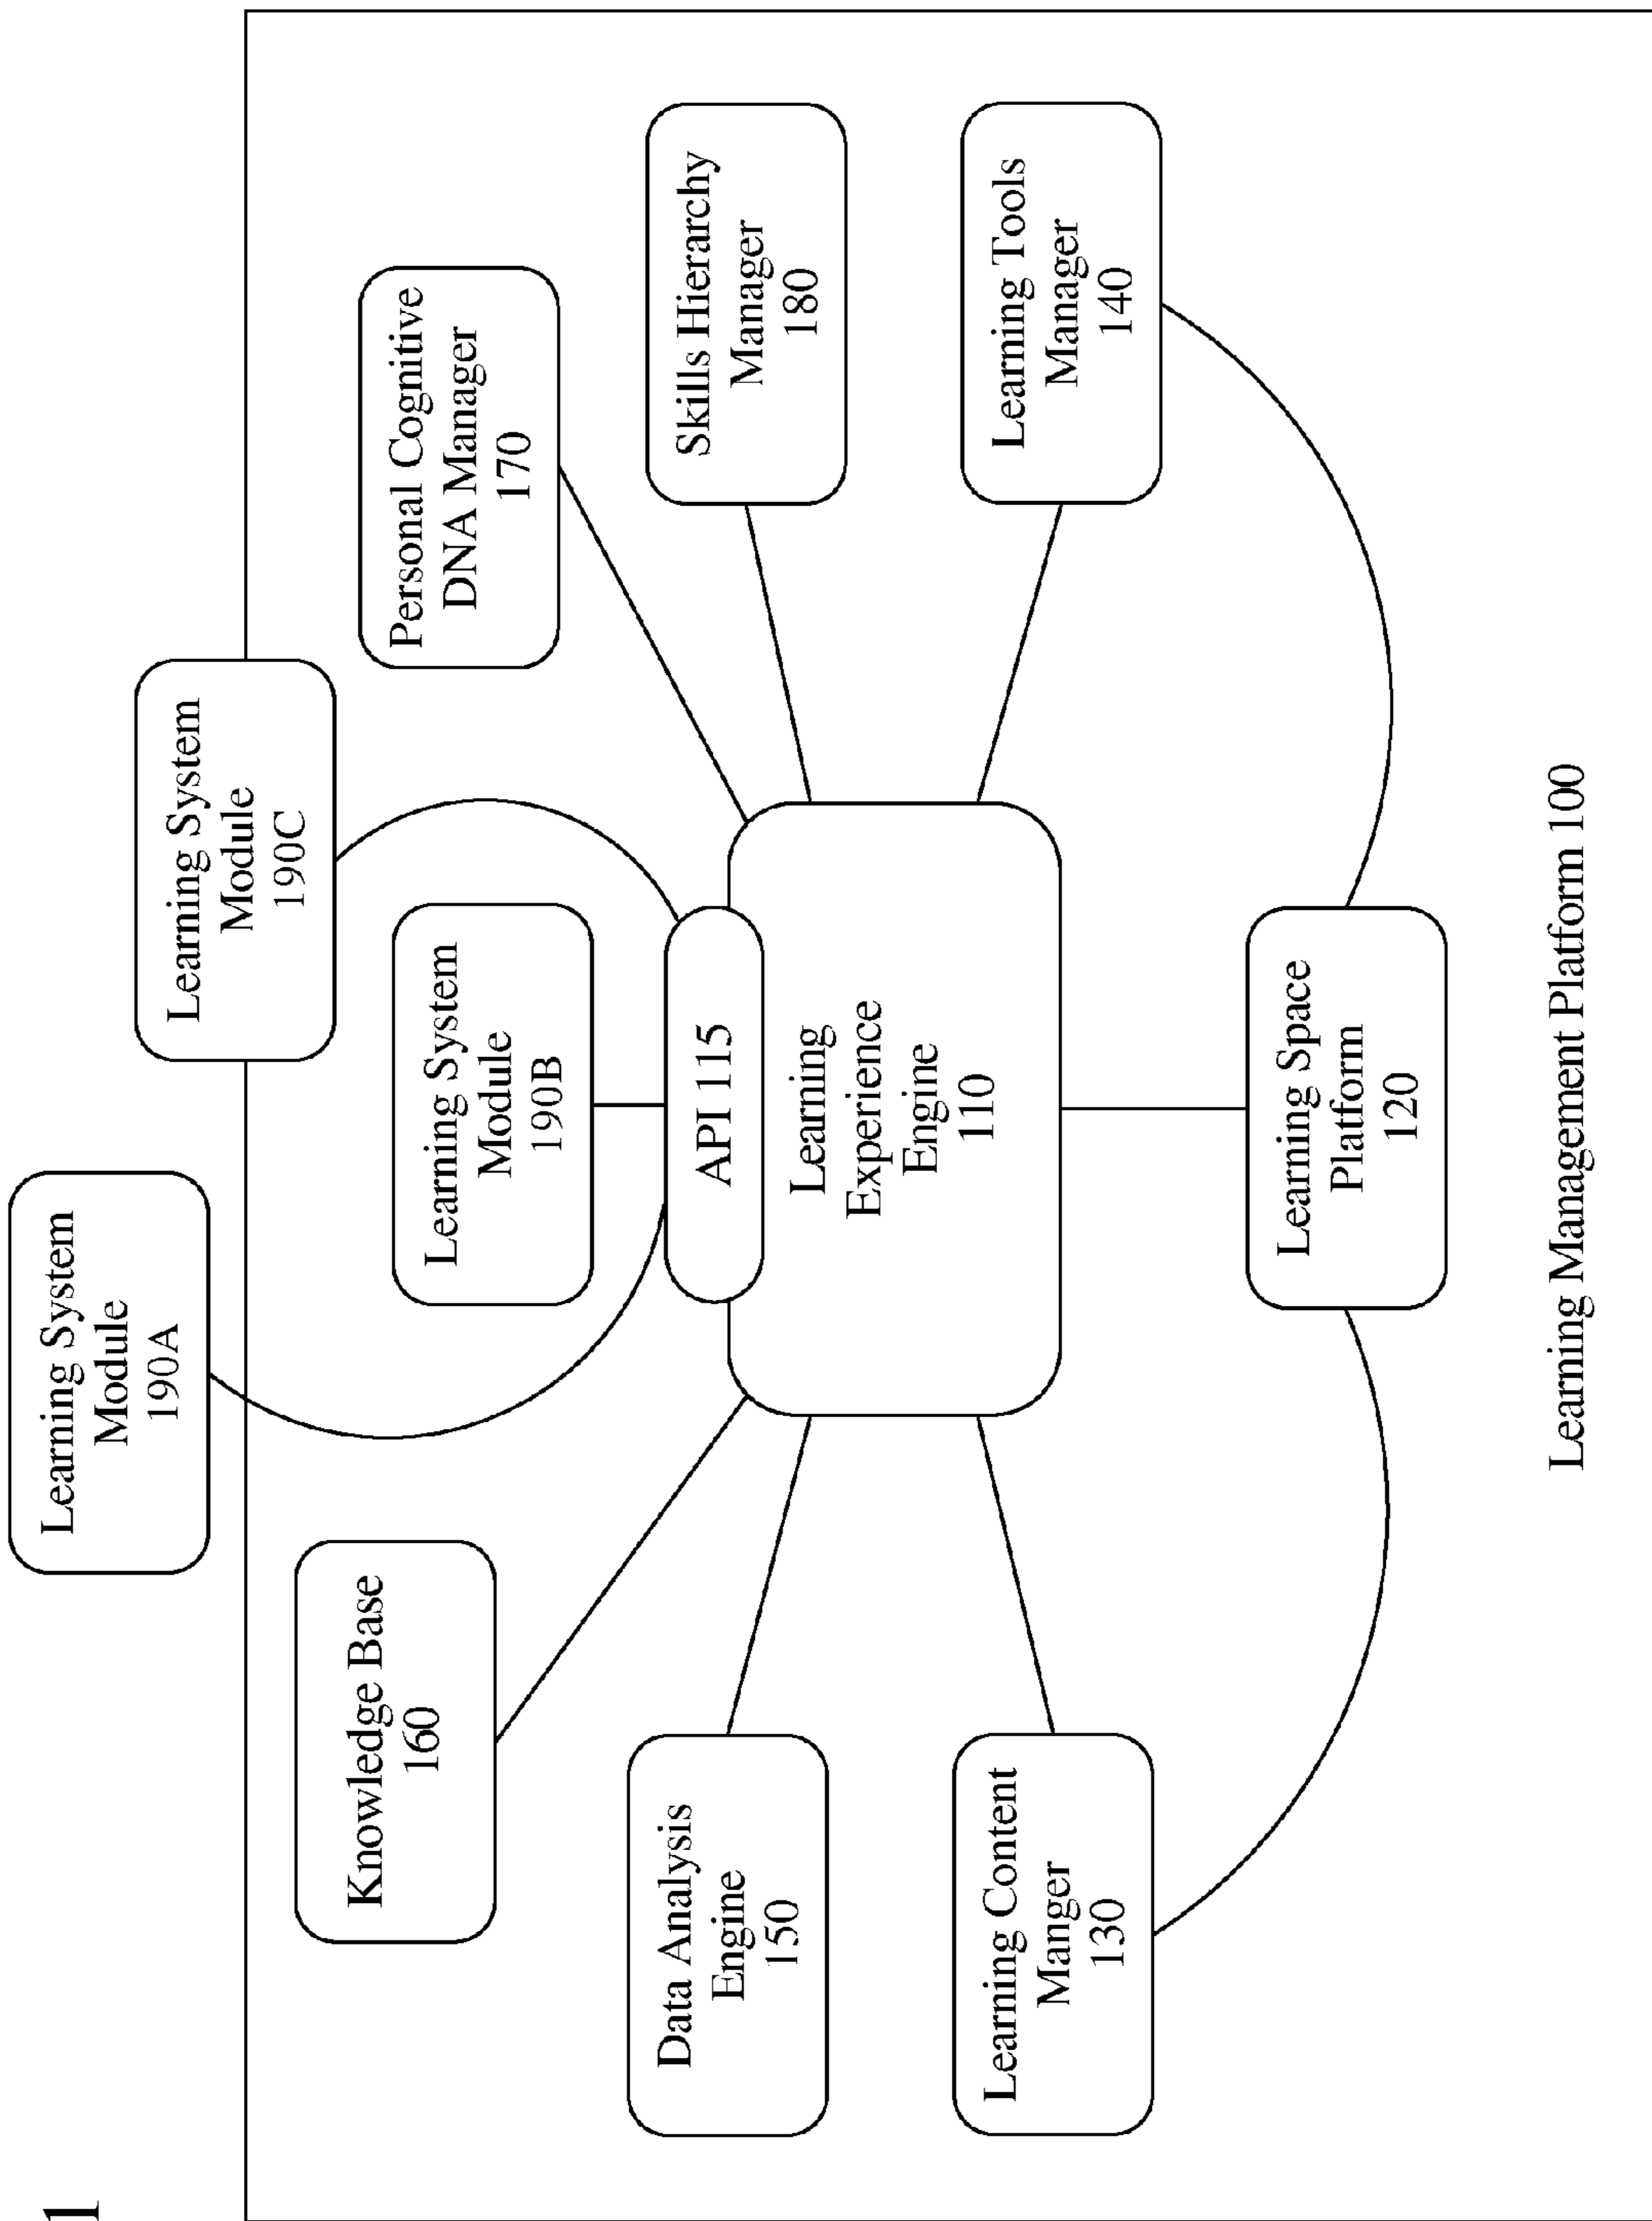 1
Learning System
Module
190A
Learning System
Module
190C
Knowledge Base
160
Personal Cognitive
DNA Manager
170
Learning System
Module
190B
Data Analysis
Engine
150
Skills Hierarchy
Manager
180
API 115
Learning
Experience
Engine
110
Learning Content
Manger
130
Learning Tools
Manager
140
Learning Space
Platform
120
Learning Management Platform 100